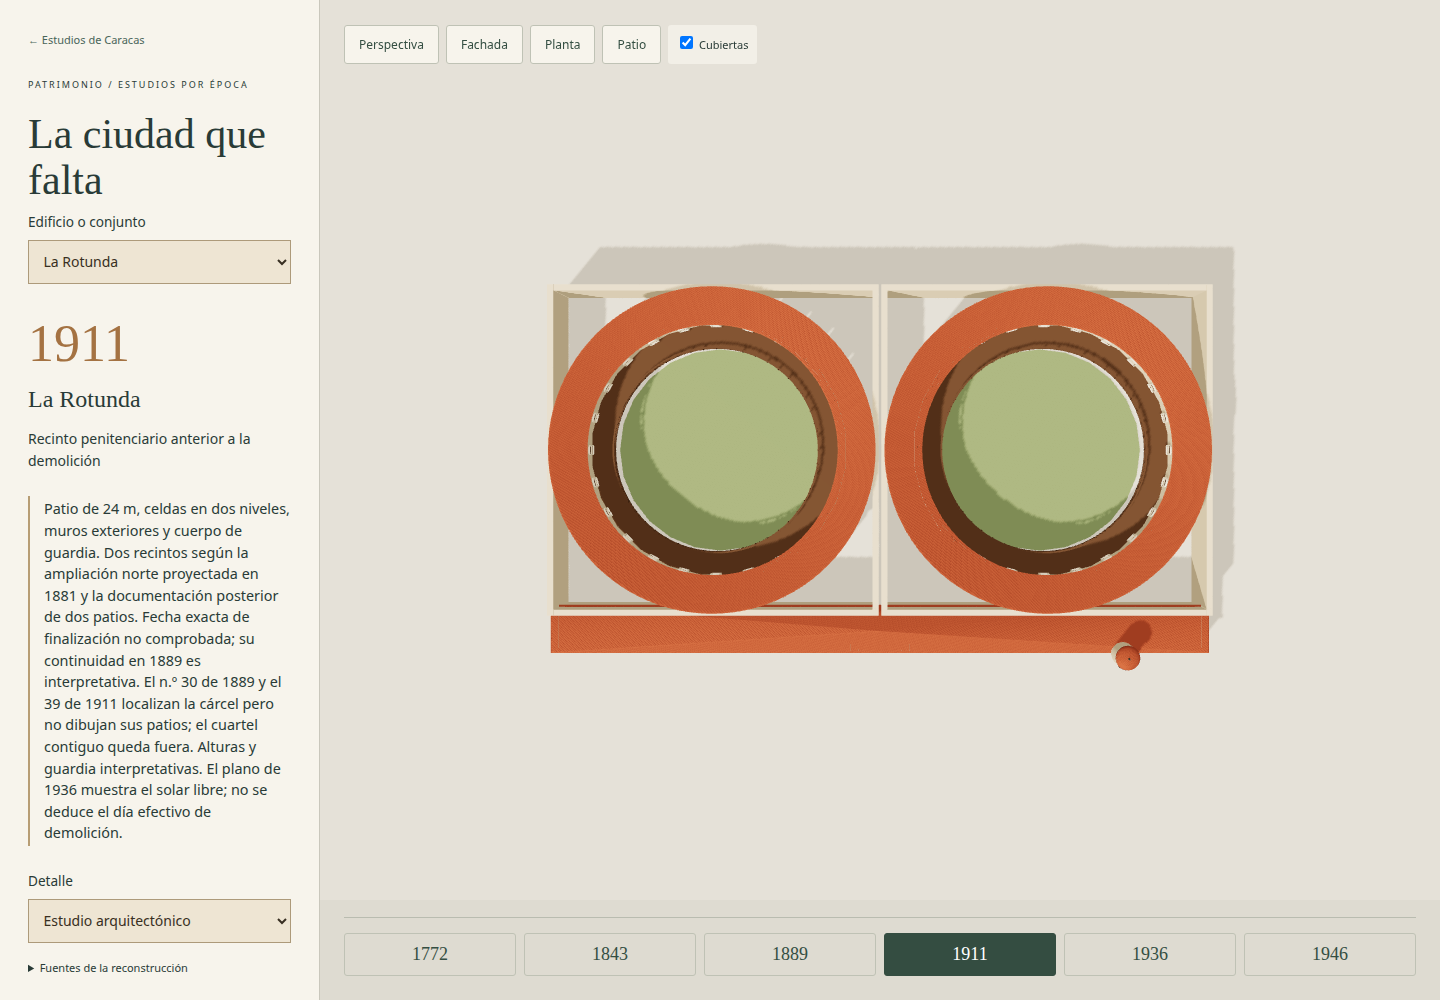 ← Estudios de Caracas
PATRIMONIO / ESTUDIOS POR ÉPOCA
La ciudad que
falta
Edificio o conjunto
La Rotunda
1911
La Rotunda
Recinto penitenciario anterior a la
demolición
Patio de 24 m, celdas en dos niveles,
muros exteriores y cuerpo de
guardia. Dos recintos según la
ampliación norte proyectada en
1881 y la documentación posterior
de dos patios. Fecha exacta de
finalización no comprobada; su
continuidad en 1889 es
interpretativa. El n.º 30 de 1889 y el
39 de 1911 localizan la cárcel pero
no dibujan sus patios; el cuartel
contiguo queda fuera. Alturas y
guardia interpretativas. El plano de
1936 muestra el solar libre; no se
deduce el día efectivo de
demolición.
Detalle
Estudio arquitectónico
Fuentes de la reconstrucción
Perspectiva
Fachada
Planta
Patio
Cubiertas
1772
1843
1889
1911
1936
1946